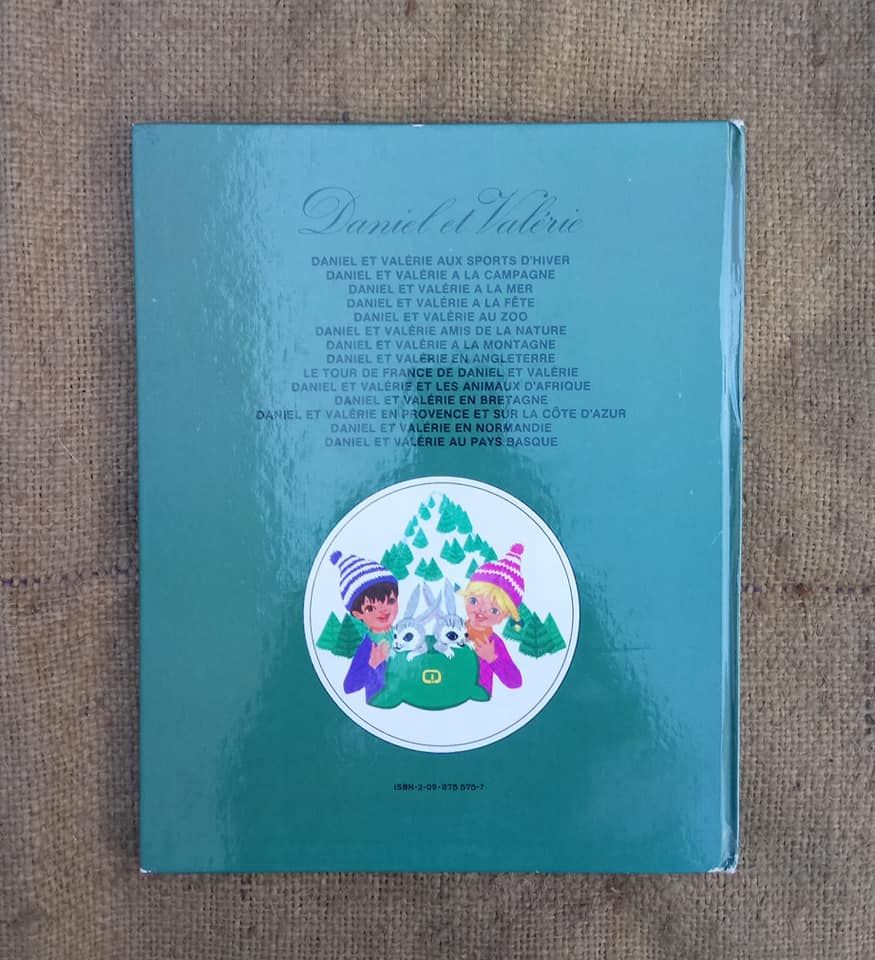 Daniel et Valérie
DANIEL ET VALÉRIE AUX SPORTS D'HIVER
DANIEL ET VALÉRIE A LA CAMPAGNE
DANIEL ET VALÉRIE A LA MER
DANIEL ET VALÉRIE A LA FÊTE
DANIEL ET VALÉRIE AU ZOO
DANIEL ET VALÉRIE AMIS DE LA NATURE
DANIEL ET VALÉRIE A LA MONTAGNE
DANIEL ET VALÉRIE EN ANGLETERRE
LE TOUR DE FRANCE DE DANIEL ET VALÉRIE
DANIEL ET VALÉRIE ET LES ANIMAUX D'AFRIQUE
DANIEL ET VALÉRIE EN BRETAGNE
DANIEL ET VALÉRIE EN PROVENCE ET SUR LA CÔTE D'AZUR
DANIEL ET VALÉRIE EN NORMANDIE
DANIEL ET VALÉRIE AU PAYS BASQUE
ISBN-2-09-275 575-7